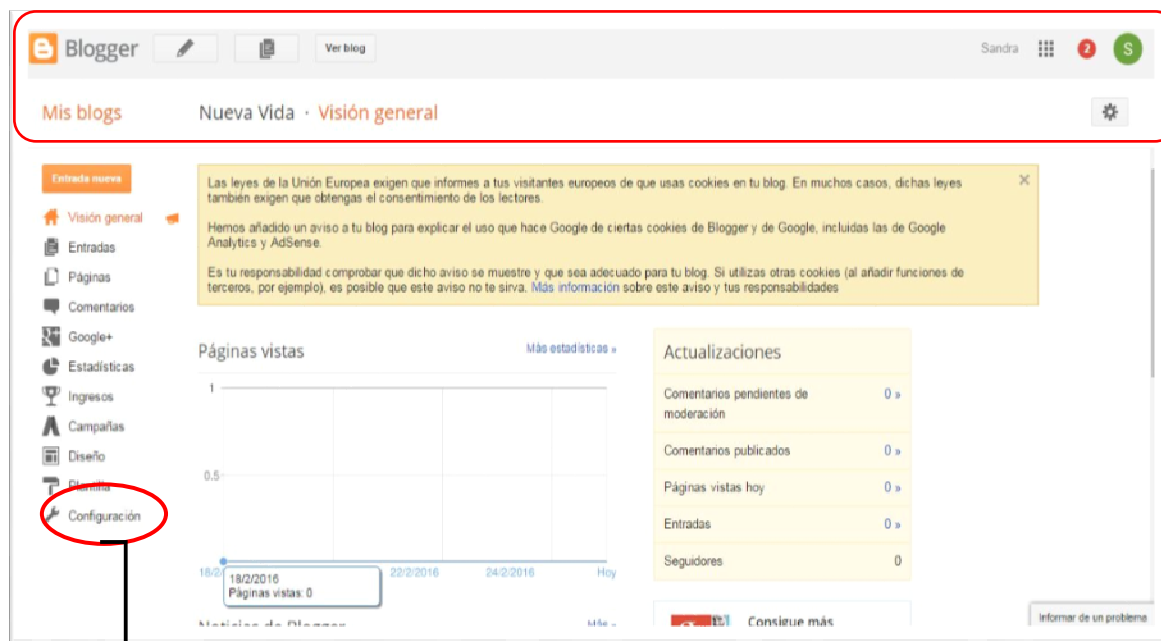 Blogger
Ver blog
Sandra
2
S
Mis blogs
Nueva Vida · Visión general
Entrada nueva
Visión general
Entradas
Páginas
Comentarios
Google+
Estadísticas
Ingresos
Campañas
Diseño
Plantilla
Configuración
Las leyes de la Unión Europea exigen que informes a tus visitantes europeos de que usas cookies en tu blog. En muchos casos, dichas leyes
también exigen que obtengas el consentimiento de los lectores.
Hemos añadido un aviso a tu blog para explicar el uso que hace Google de ciertas cookies de Blogger y de Google, incluidas las de Google
Analytics y AdSense.
Es tu responsabilidad comprobar que dicho aviso se muestre y que sea adecuado para tu blog. Si utilizas otras cookies (al añadir funciones de
terceros, por ejemplo), es posible que este aviso no te sirva. Más información sobre este aviso y tus responsabilidades
Páginas vistas
Más estadísticas »
1
0.5
18/2/
22/2/2016
24/2/2016
Hoy
18/2/2016
Páginas vistas: 0
Noticias de Blogger
Más »
Actualizaciones
Comentarios pendientes de
moderación
0 »
Comentarios publicados
0 »
Páginas vistas hoy
0 »
Entradas
0 »
Seguidores
0
Consigue más
Informar de un problema